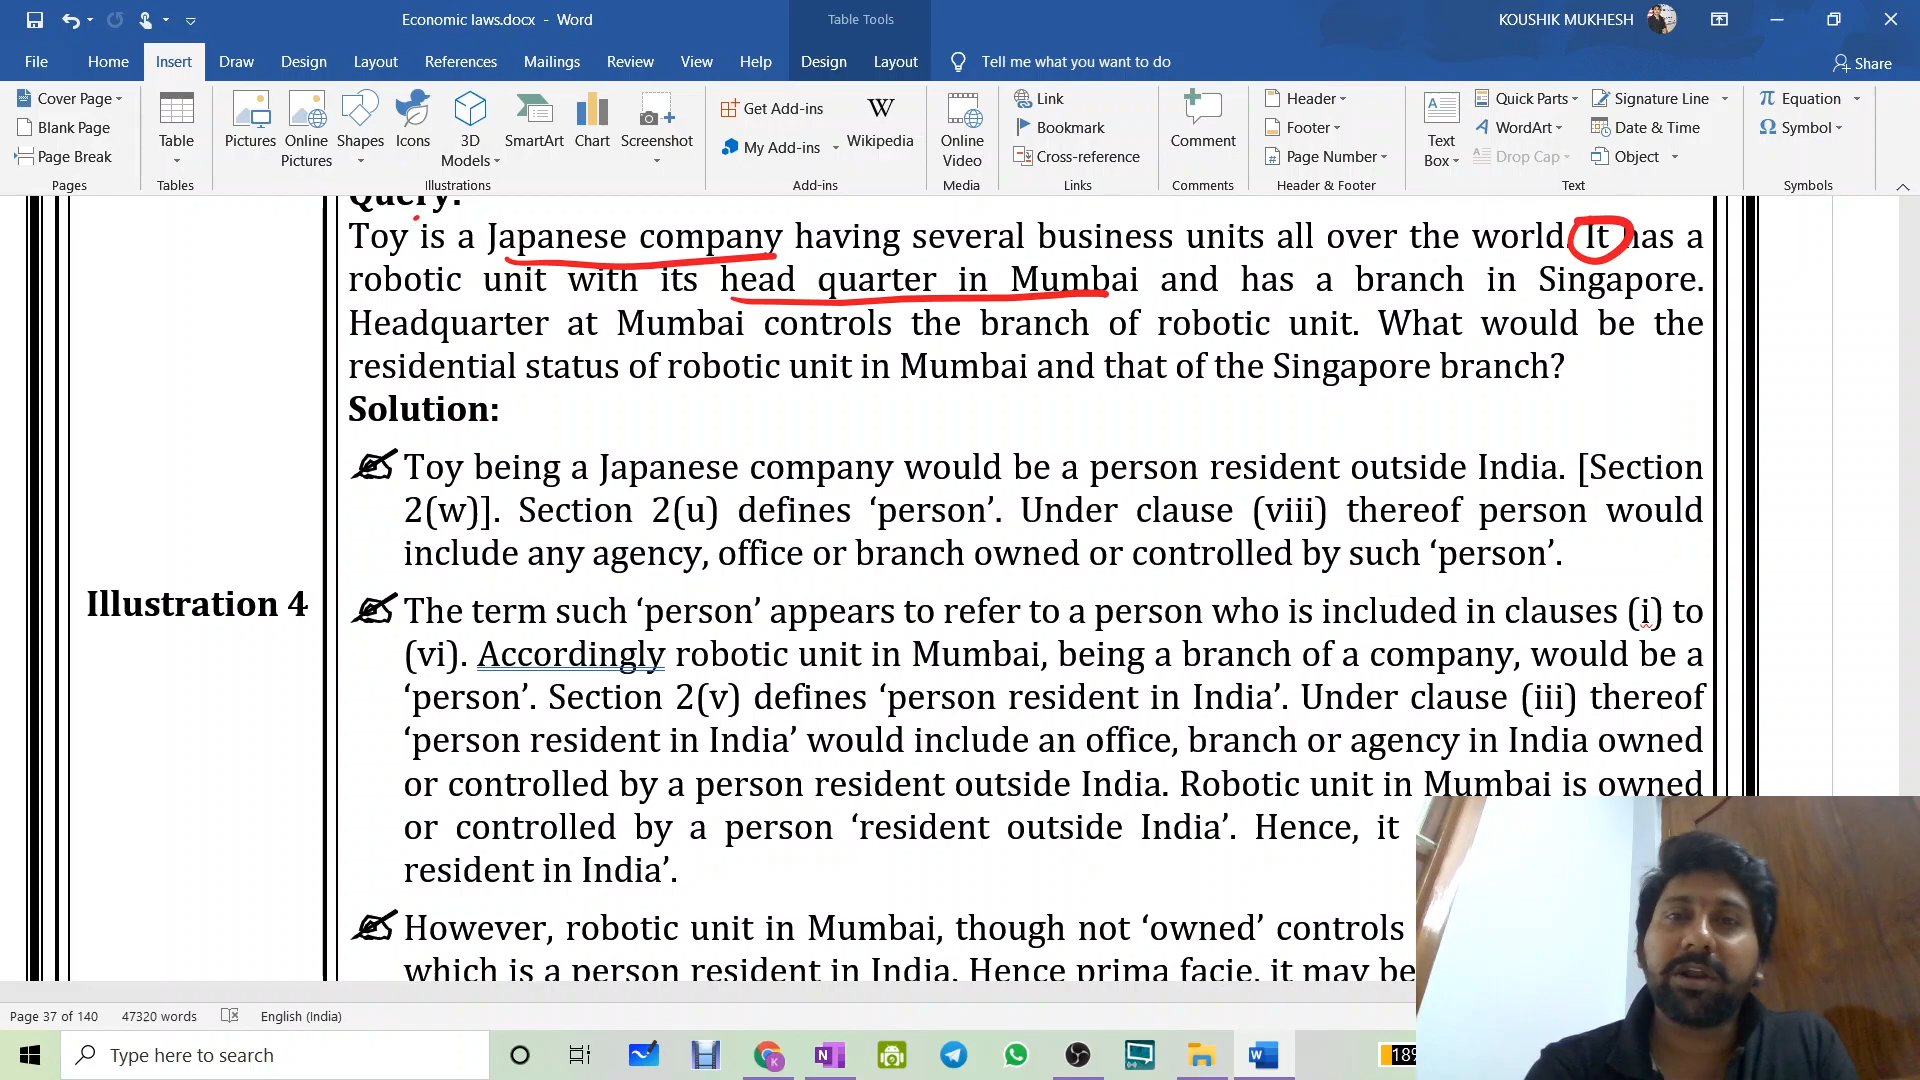 Economic laws.docx - Word
Table Tools
KOUSHIK MUKHESH
File Home Insert Draw Design Layout References Mailings Review View Help Design Layout Tell me what you want to do Share
Cover Page
Blank Page
Page Break
Pages
Table
Tables
Pictures
Online Pictures
Shapes
Icons
3D Models
SmartArt
Chart
Screenshot
Illustrations
Get Add-ins
My Add-ins
Wikipedia
Add-ins
Online Video
Media
Link
Bookmark
Cross-reference
Links
Comment
Comments
Header
Footer
Page Number
Header & Footer
Text Box
Quick Parts
WordArt
Drop Cap
Signature Line
Date & Time
Object
Text
Equation
Symbol
Symbols
Query:
Toy is a Japanese company having several business units all over the world. It has a
robotic unit with its head quarter in Mumbai and has a branch in Singapore.
Headquarter at Mumbai controls the branch of robotic unit. What would be the
residential status of robotic unit in Mumbai and that of the Singapore branch?
Solution:
Toy being a Japanese company would be a person resident outside India. [Section
2(w)]. Section 2(u) defines ‘person’. Under clause (viii) thereof person would
include any agency, office or branch owned or controlled by such ‘person’.
Illustration 4
The term such ‘person’ appears to refer to a person who is included in clauses (i) to
(vi). Accordingly robotic unit in Mumbai, being a branch of a company, would be a
‘person’. Section 2(v) defines ‘person resident in India’. Under clause (iii) thereof
‘person resident in India’ would include an office, branch or agency in India owned
or controlled by a person resident outside India. Robotic unit in Mumbai is owned
or controlled by a person ‘resident outside India’. Hence, it
resident in India’.
However, robotic unit in Mumbai, though not ‘owned’ controls
which is a person resident in India. Hence prima facie, it may be
Page 37 of 140 47320 words English (India)
Type here to search
18%